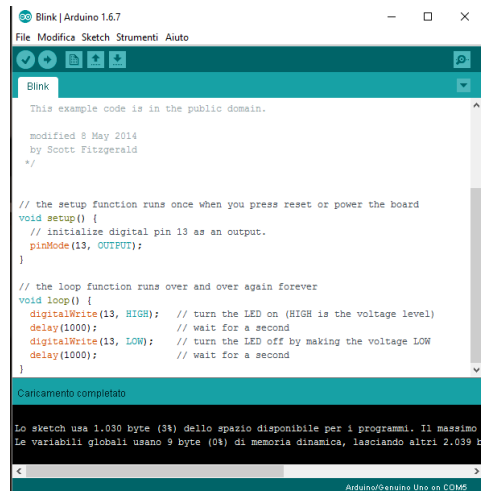 Blink | Arduino 1.6.7
File Modifica Sketch Strumenti Aiuto
Blink
This example code is in the public domain.
modified 8 May 2014
by Scott Fitzgerald
*/
// the setup function runs once when you press reset or power the board
void setup() {
// initialize digital pin 13 as an output.
pinMode(13, OUTPUT);
}
// the loop function runs over and over again forever
void loop() {
digitalWrite(13, HIGH);   // turn the LED on (HIGH is the voltage level)
delay(1000);              // wait for a second
digitalWrite(13, LOW);    // turn the LED off by making the voltage LOW
delay(1000);              // wait for a second
}
Caricamento completato
Lo sketch usa 1.030 byte (3%) dello spazio disponibile per i programmi. Il massimo
Le variabili globali usano 9 byte (0%) di memoria dinamica, lasciando altri 2.039 b
Arduino/Genuino Uno on COM5